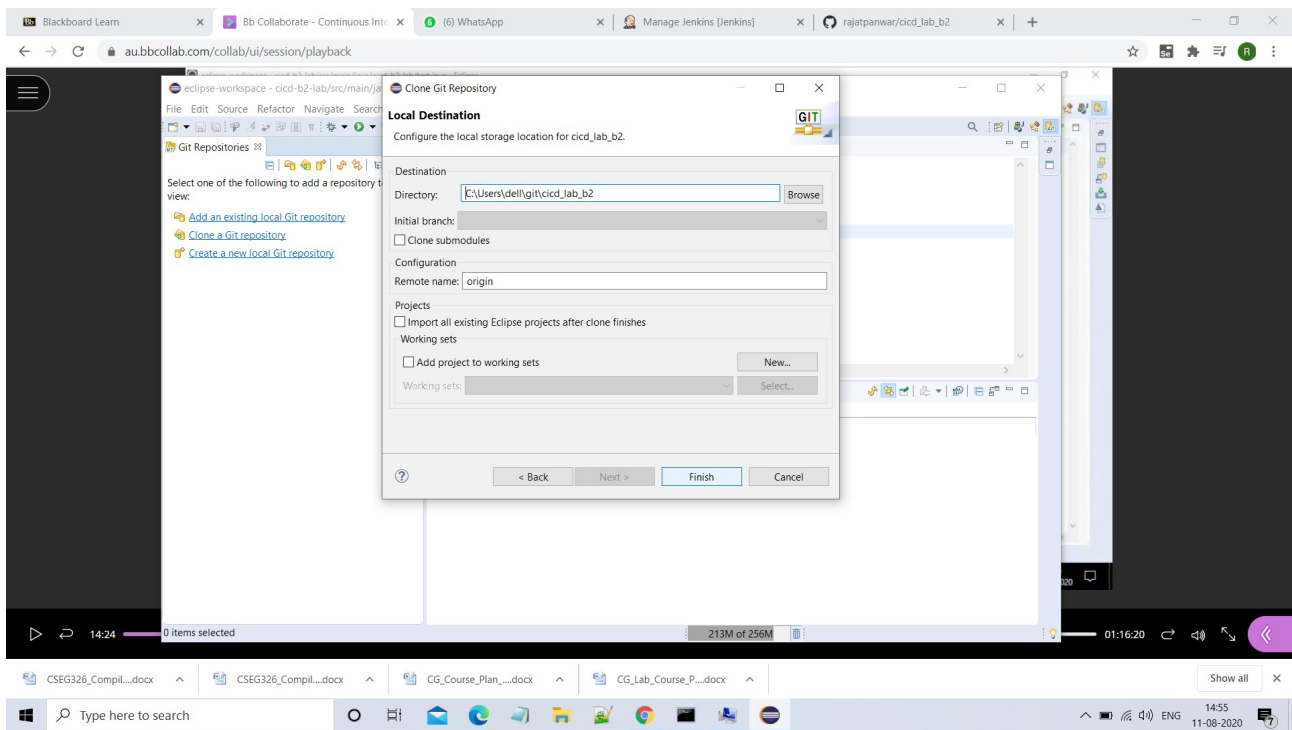 Bb Blackboard Learn
Bb Collaborate - Continuous Inte
6 (6) WhatsApp
Manage Jenkins [Jenkins]
rajatpanwar/cicd_lab_b2
au.bbcollab.com/collab/ui/session/playback
Se
R
eclipse-workspace - cicd-b2-lab/src/main/ja
File Edit Source Refactor Navigate Search
Git Repositories
Select one of the following to add a repository t
view:
Add an existing local Git repository
Clone a Git repository
Create a new local Git repository
Clone Git Repository
Local Destination
Configure the local storage location for cicd_lab_b2.
GIT
Destination
Directory: C:\Users\dell\git\cicd_lab_b2 Browse
Initial branch:
Clone submodules
Configuration
Remote name: origin
Projects
Import all existing Eclipse projects after clone finishes
Working sets
Add project to working sets New...
Working sets: Select...
< Back Next > Finish Cancel
020
14:24
0 items selected
213M of 256M
01:16:20
CSEG326_Compil....docx
CSEG326_Compil....docx
CG_Course_Plan_....docx
CG_Lab_Course_P....docx
Show all
Type here to search
ENG
14:55
11-08-2020
7